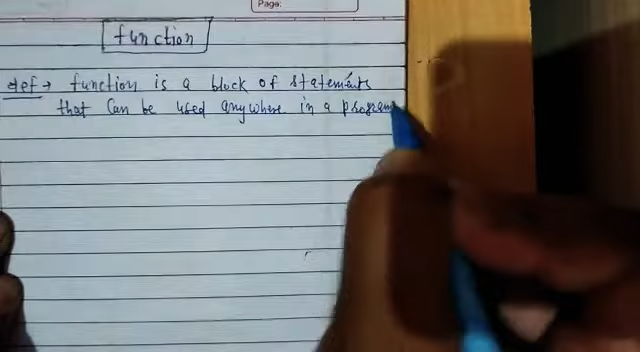 Page:
function
def → function is a block of statements
that can be used anywhere in a program